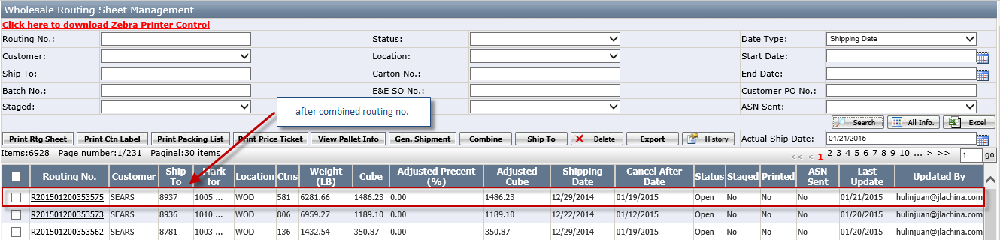 Wholesale Routing Sheet Management
Click here to download Zebra Printer Control
Routing No.: Status: Date Type: Shipping Date
Customer: Location: Start Date:
Ship To: Carton No.: End Date:
Batch No.: E&E SO No.: Customer PO No.:
Staged: ASN Sent:
after combined routing no.
Search All Info. Excel
Print Rtg Sheet Print Ctn Label Print Packing List Print Price Ticket View Pallet Info Gen. Shipment Combine Ship To Delete Export History Actual Ship Date: 01/21/2015
Items:6928 Page number:1/231 Paginal:30 items << < 1 2 3 4 5 6 7 8 9 10 ... > >> 1 go
Routing No. Customer Ship To Mark for Location Ctns Weight (LB) Cube Adjusted Precent (%) Adjusted Cube Shipping Date Cancel After Date Status Staged Printed ASN Sent Last Update Updated By
R201501200353575 SEARS 8937 1005 ... WOD 581 6281.66 1486.23 0.00 1486.23 12/29/2014 01/19/2015 Open No No No 01/21/2015 hulinjuan@jlachina.com
R201501200353573 SEARS 8936 1010 ... WOD 806 6959.27 1189.10 0.00 1189.10 12/22/2014 01/12/2015 Open No No No 01/20/2015 hulinjuan@jlachina.com
R201501200353562 SEARS 8781 1003 ... WOD 136 1432.54 350.87 0.00 350.87 12/29/2014 01/19/2015 Open No No No 01/20/2015 hulinjuan@jlachina.com